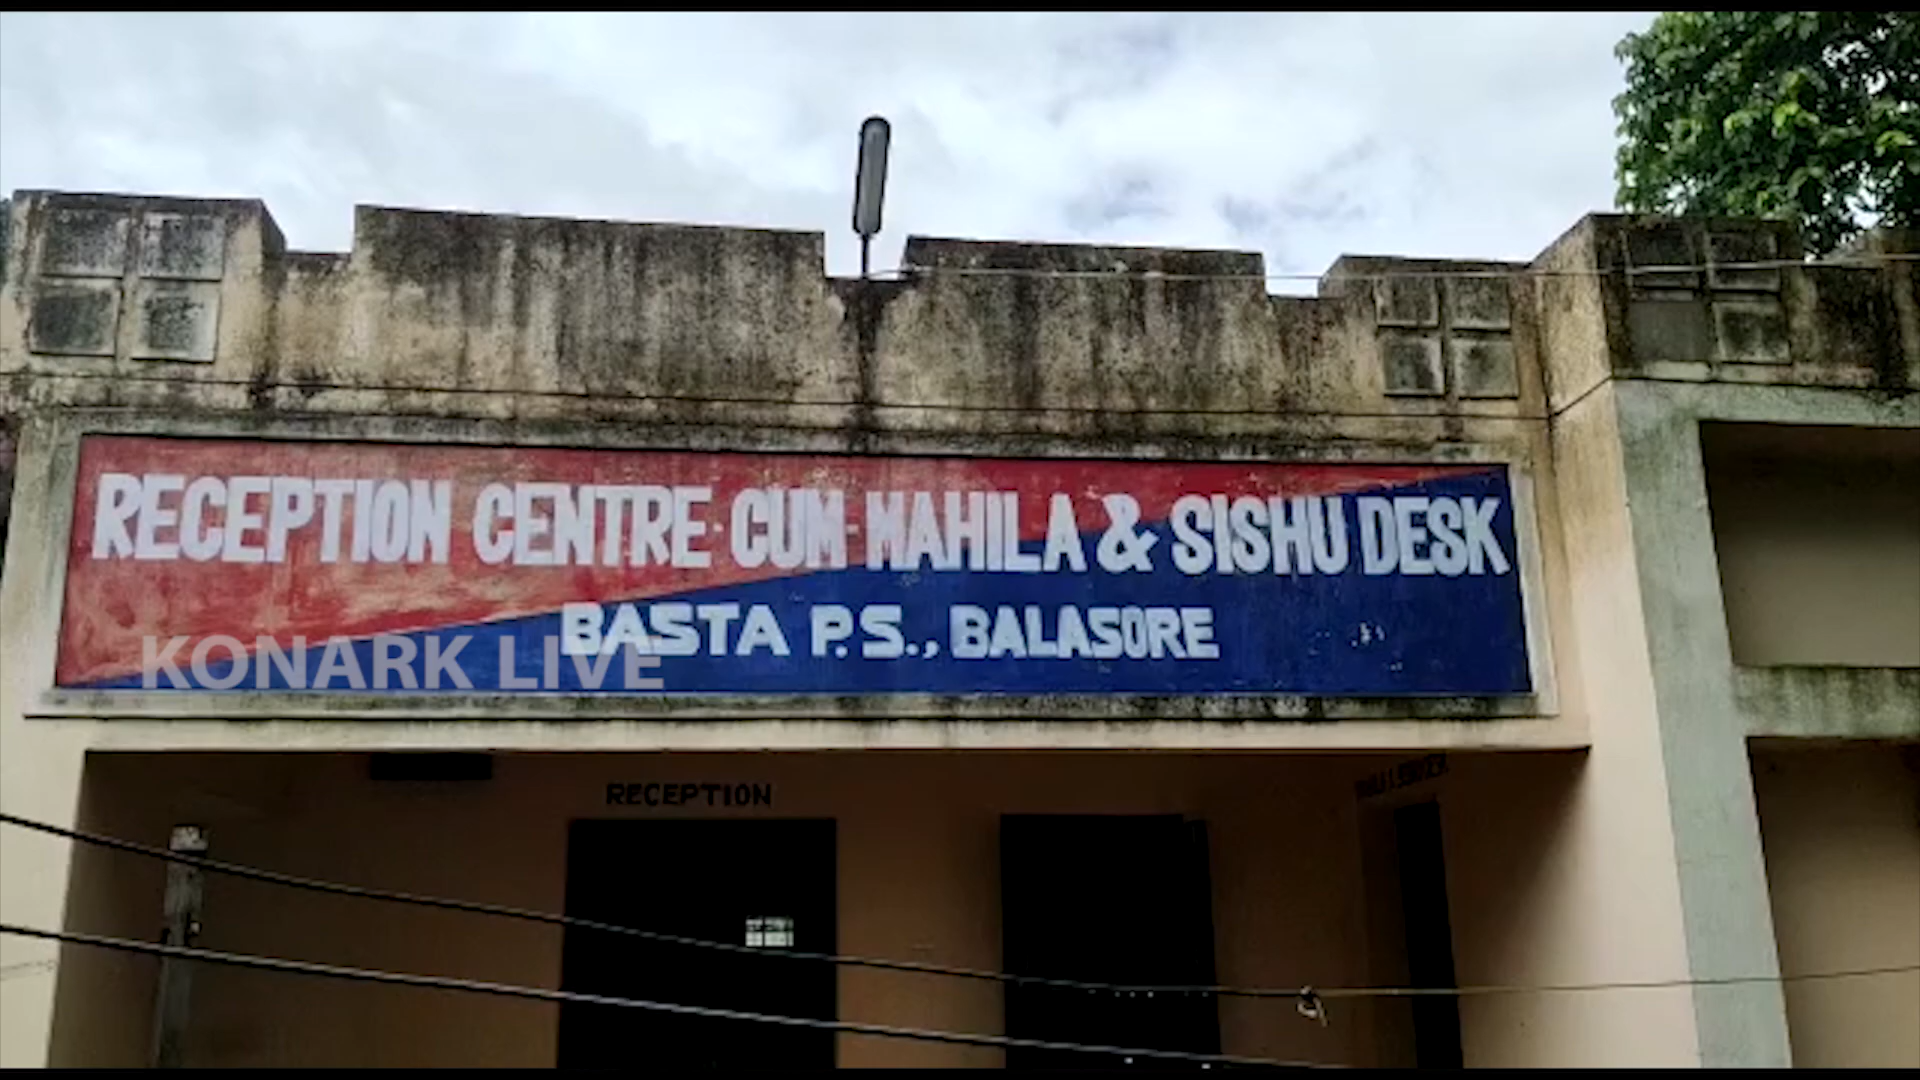 RECEPTION CENTRE-CUM-MAHILA & SISHU DESK
BASTA P.S., BALASORE
KONARK LIVE
RECEPTION